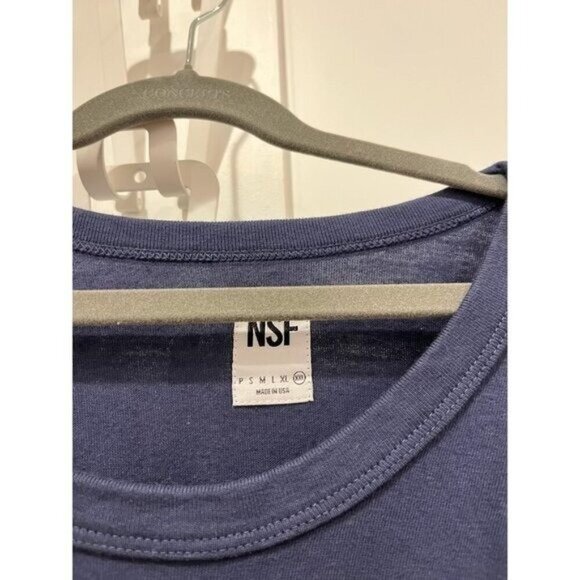 CONCEPTS
NSF
P S M L XL XXL
MADE IN USA